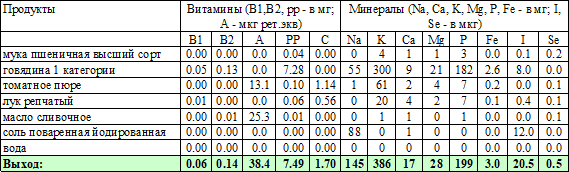 Продукты Витамины (B1,B2, pp - в мг; А - мкг рет.экв) Минералы (Na, Ca, K, Mg, P, Fe - в мг; I, Se - в мкг)
B1 B2 A PP C Na K Ca Mg P Fe I Se
мука пшеничная высший сорт 0.00 0.00 0.0 0.04 0.00 0 4 1 1 3 0.0 0.1 0.2
говядина 1 категории 0.05 0.13 0.0 7.28 0.00 55 300 9 21 182 2.6 8.0 0.0
томатное пюре 0.00 0.00 13.1 0.10 1.14 1 61 2 4 7 0.2 0.0 0.1
лук репчатый 0.01 0.00 0.0 0.06 0.56 0 20 4 2 7 0.1 0.4 0.1
масло сливочное 0.00 0.01 25.3 0.01 0.00 0 1 1 0 1 0.0 0.0 0.1
соль поваренная йодированная 0.00 0.00 0.0 0.00 0.00 88 0 1 0 0 0.0 12.0 0.0
вода 0.00 0.00 0.0 0.00 0.00 0 0 0 0 0 0.0 0.0 0.0
Выход: 0.06 0.14 38.4 7.49 1.70 145 386 17 28 199 3.0 20.5 0.5